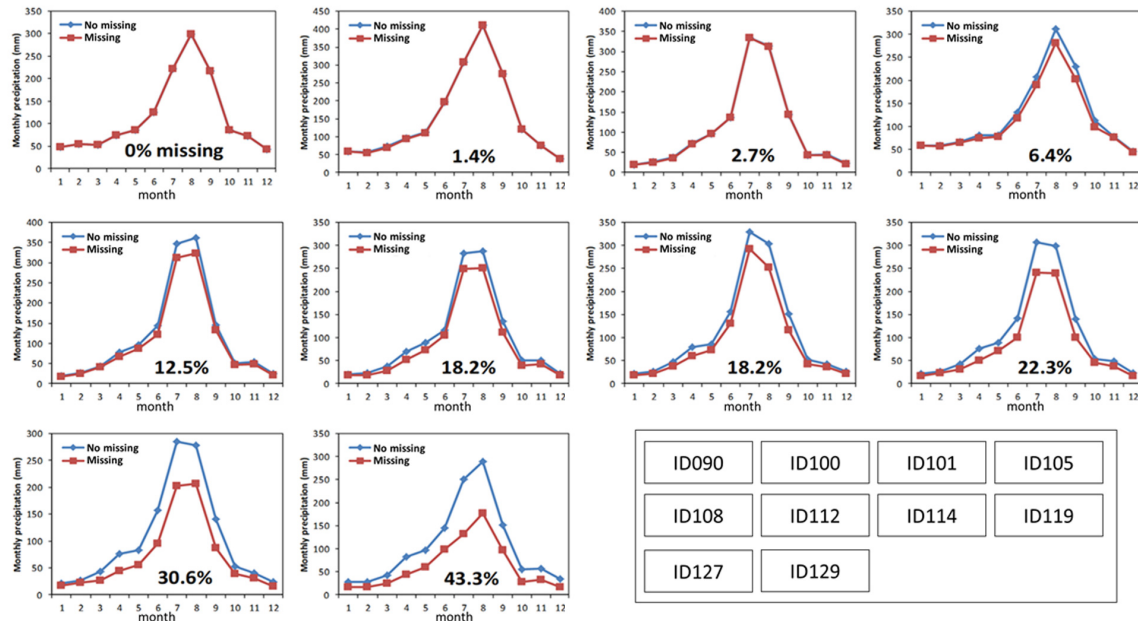 Monthly precipitation (mm)
350
300
250
200
150
100
50
0
No missing
Missing
0% missing
1 2 3 4 5 6 7 8 9 10 11 12
month
Monthly precipitation (mm)
450
400
350
300
250
200
150
100
50
0
No missing
Missing
1.4%
1 2 3 4 5 6 7 8 9 10 11 12
month
Monthly precipitation (mm)
400
350
300
250
200
150
100
50
0
No missing
Missing
2.7%
1 2 3 4 5 6 7 8 9 10 11 12
month
Monthly precipitation (mm)
350
300
250
200
150
100
50
0
No missing
Missing
6.4%
1 2 3 4 5 6 7 8 9 10 11 12
month
Monthly precipitation (mm)
400
350
300
250
200
150
100
50
0
No missing
Missing
12.5%
1 2 3 4 5 6 7 8 9 10 11 12
month
Monthly precipitation (mm)
350
300
250
200
150
100
50
0
No missing
Missing
18.2%
1 2 3 4 5 6 7 8 9 10 11 12
month
Monthly precipitation (mm)
350
300
250
200
150
100
50
0
No missing
Missing
18.2%
1 2 3 4 5 6 7 8 9 10 11 12
month
Monthly precipitation (mm)
350
300
250
200
150
100
50
0
No missing
Missing
22.3%
1 2 3 4 5 6 7 8 9 10 11 12
month
Monthly precipitation (mm)
300
250
200
150
100
50
0
No missing
Missing
30.6%
1 2 3 4 5 6 7 8 9 10 11 12
month
Monthly precipitation (mm)
350
300
250
200
150
100
50
0
No missing
Missing
43.3%
1 2 3 4 5 6 7 8 9 10 11 12
month
ID090 ID100 ID101 ID105
ID108 ID112 ID114 ID119
ID127 ID129